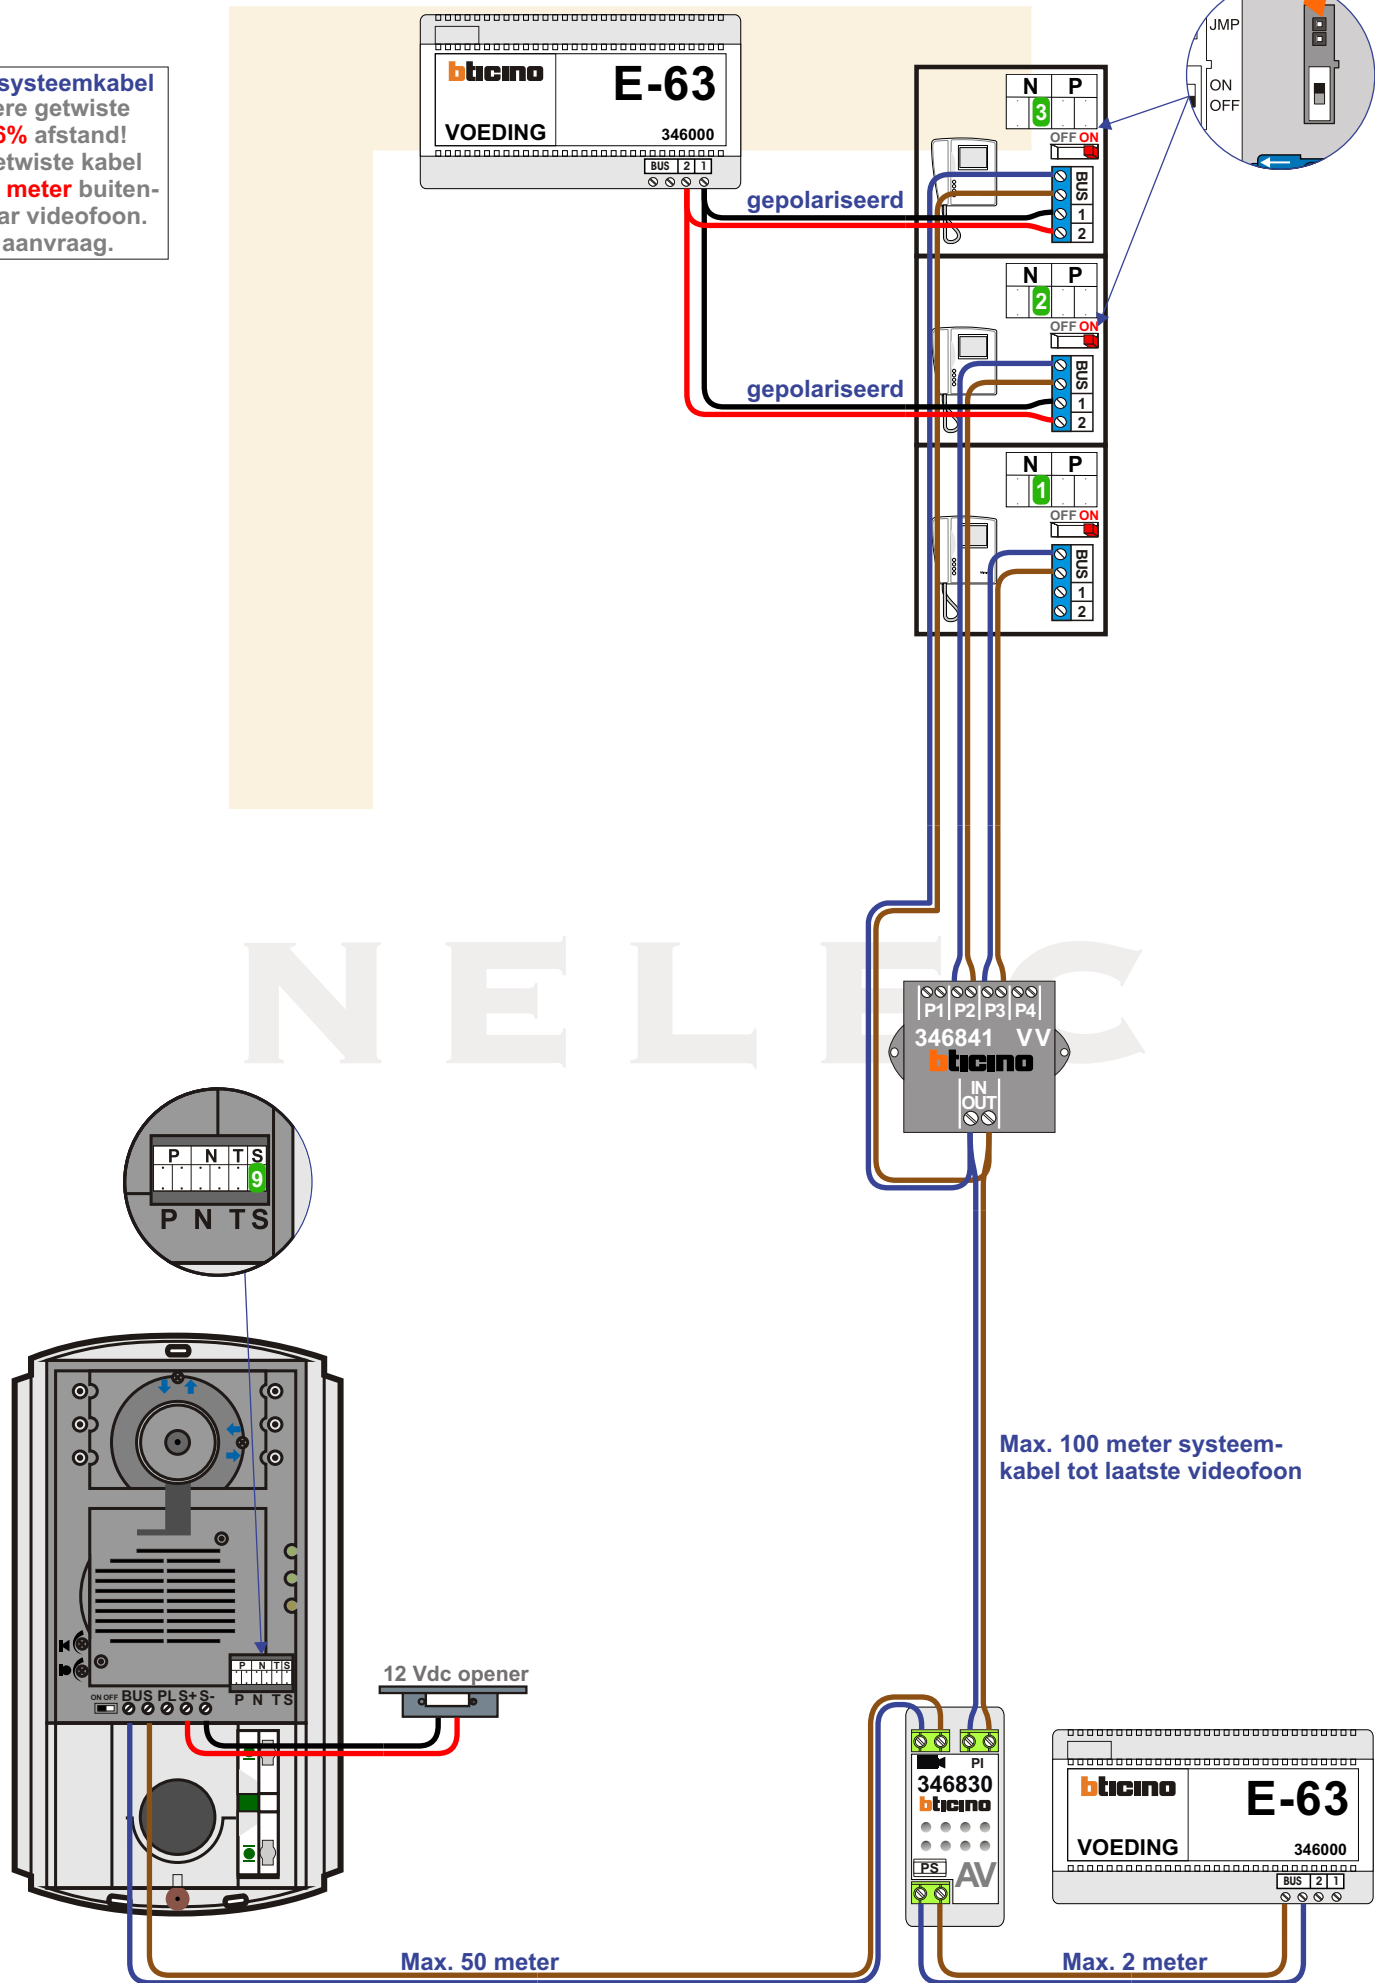 systeemkabel
ere getwiste
6% afstand!
etwiste kabel
meter buiten-
ar videofoon.
aanvraag.
bticino
E-63
VOEDING
346000
BUS 2 1
JMP
ON
OFF
N P
3
OFF ON
BUS
1
2
gepolariseerd
N P
2
OFF ON
BUS
1
2
gepolariseerd
N P
1
OFF ON
BUS
1
2
NELEC
P1 P2 P3 P4
346841 VV
bticino
IN
OUT
P N T S
9
P N T S
Max. 100 meter systeem-
kabel tot laatste videofoon
P N T S
P N T S
ON OFF BUS PL S+ S-
12 Vdc opener
PI
346830
bticino
PS
AV
bticino
E-63
VOEDING
346000
BUS 2 1
Max. 50 meter
Max. 2 meter